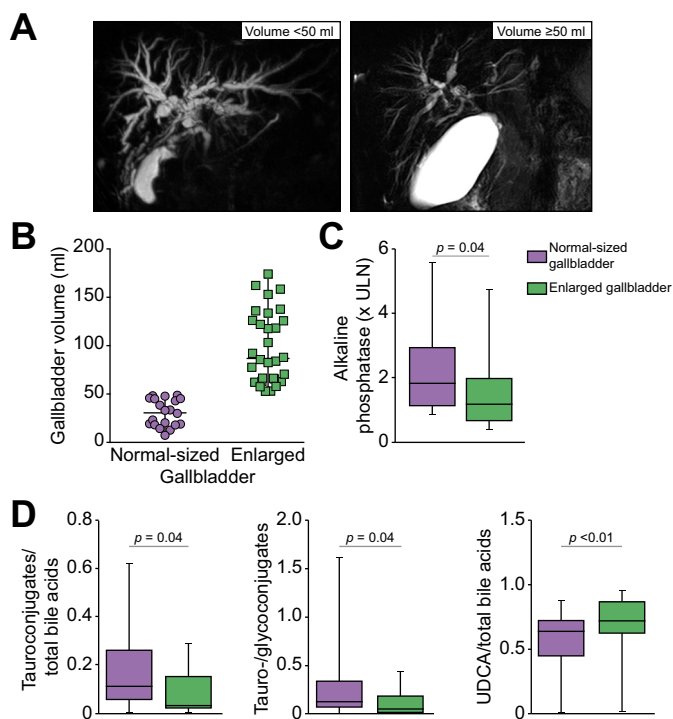 A
Volume <50 ml
Volume ≥50 ml
B
Gallbladder volume (ml)
200
150
100
50
0
Normal-sized
Enlarged
Gallbladder
C
Alkaline
phosphatase (x ULN)
6
4
2
0
p = 0.04
Normal-sized
gallbladder
Enlarged gallbladder
D
Tauroconjugates/
total bile acids
0.8
0.6
0.4
0.2
0
p = 0.04
Tauro-/glycoconjugates
2.0
1.5
1.0
0.5
0
p = 0.04
UDCA/total bile acids
1.5
1.0
0.5
0
p <0.01